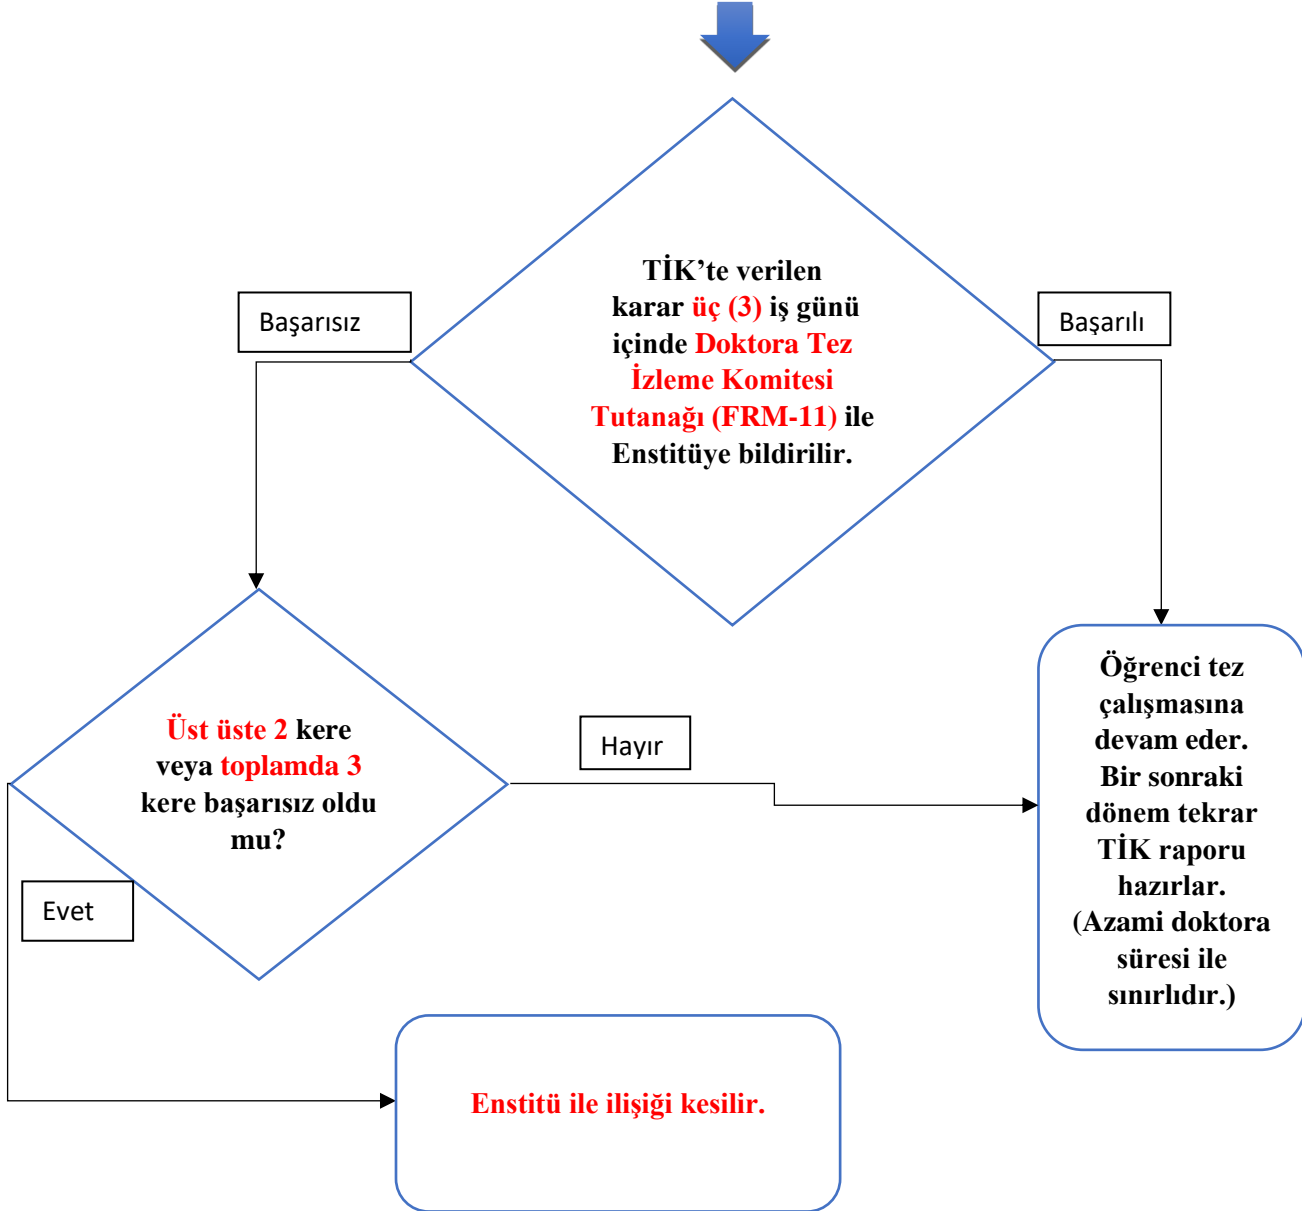 TİK’te verilen
karar üç (3) iş günü
içinde Doktora Tez
İzleme Komitesi
Tutanağı (FRM-11) ile
Enstitüye bildirilir.
Başarısız
Başarılı
Üst üste 2 kere
veya toplamda 3
kere başarısız oldu
mu?
Hayır
Evet
Öğrenci tez
çalışmasına
devam eder.
Bir sonraki
dönem tekrar
TİK raporu
hazırlar.
(Azami doktora
süresi ile
sınırlıdır.)
Enstitü ile ilişiği kesilir.